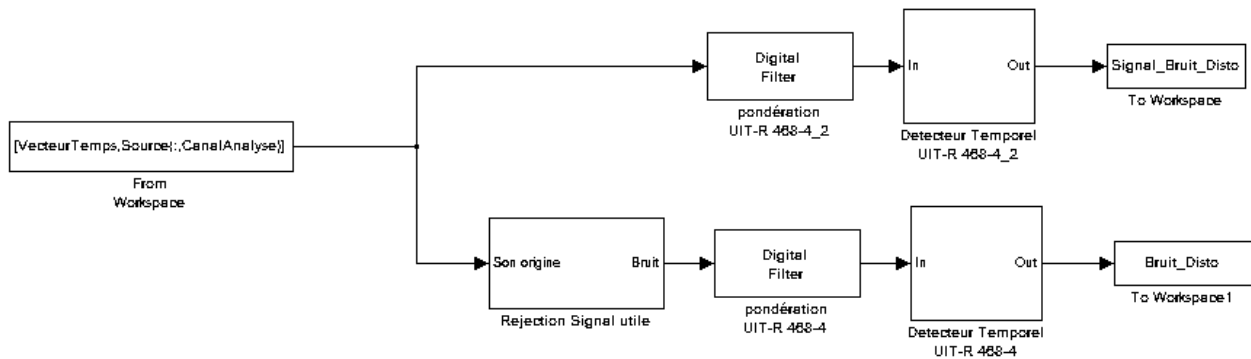 Digital
Filter
pondération
UIT-R 468-4_2
In
Out
Detecteur Temporel
UIT-R 468-4_2
Signal_Bruit_Disto
To Workspace
[VecteurTemps,Source(:,CanalAnalyse)]
From
Workspace
Son origine
Bruit
Rejection Signal utile
Digital
Filter
pondération
UIT-R 468-4
In
Out
Detecteur Temporel
UIT-R 468-4
Bruit_Disto
To Workspace1